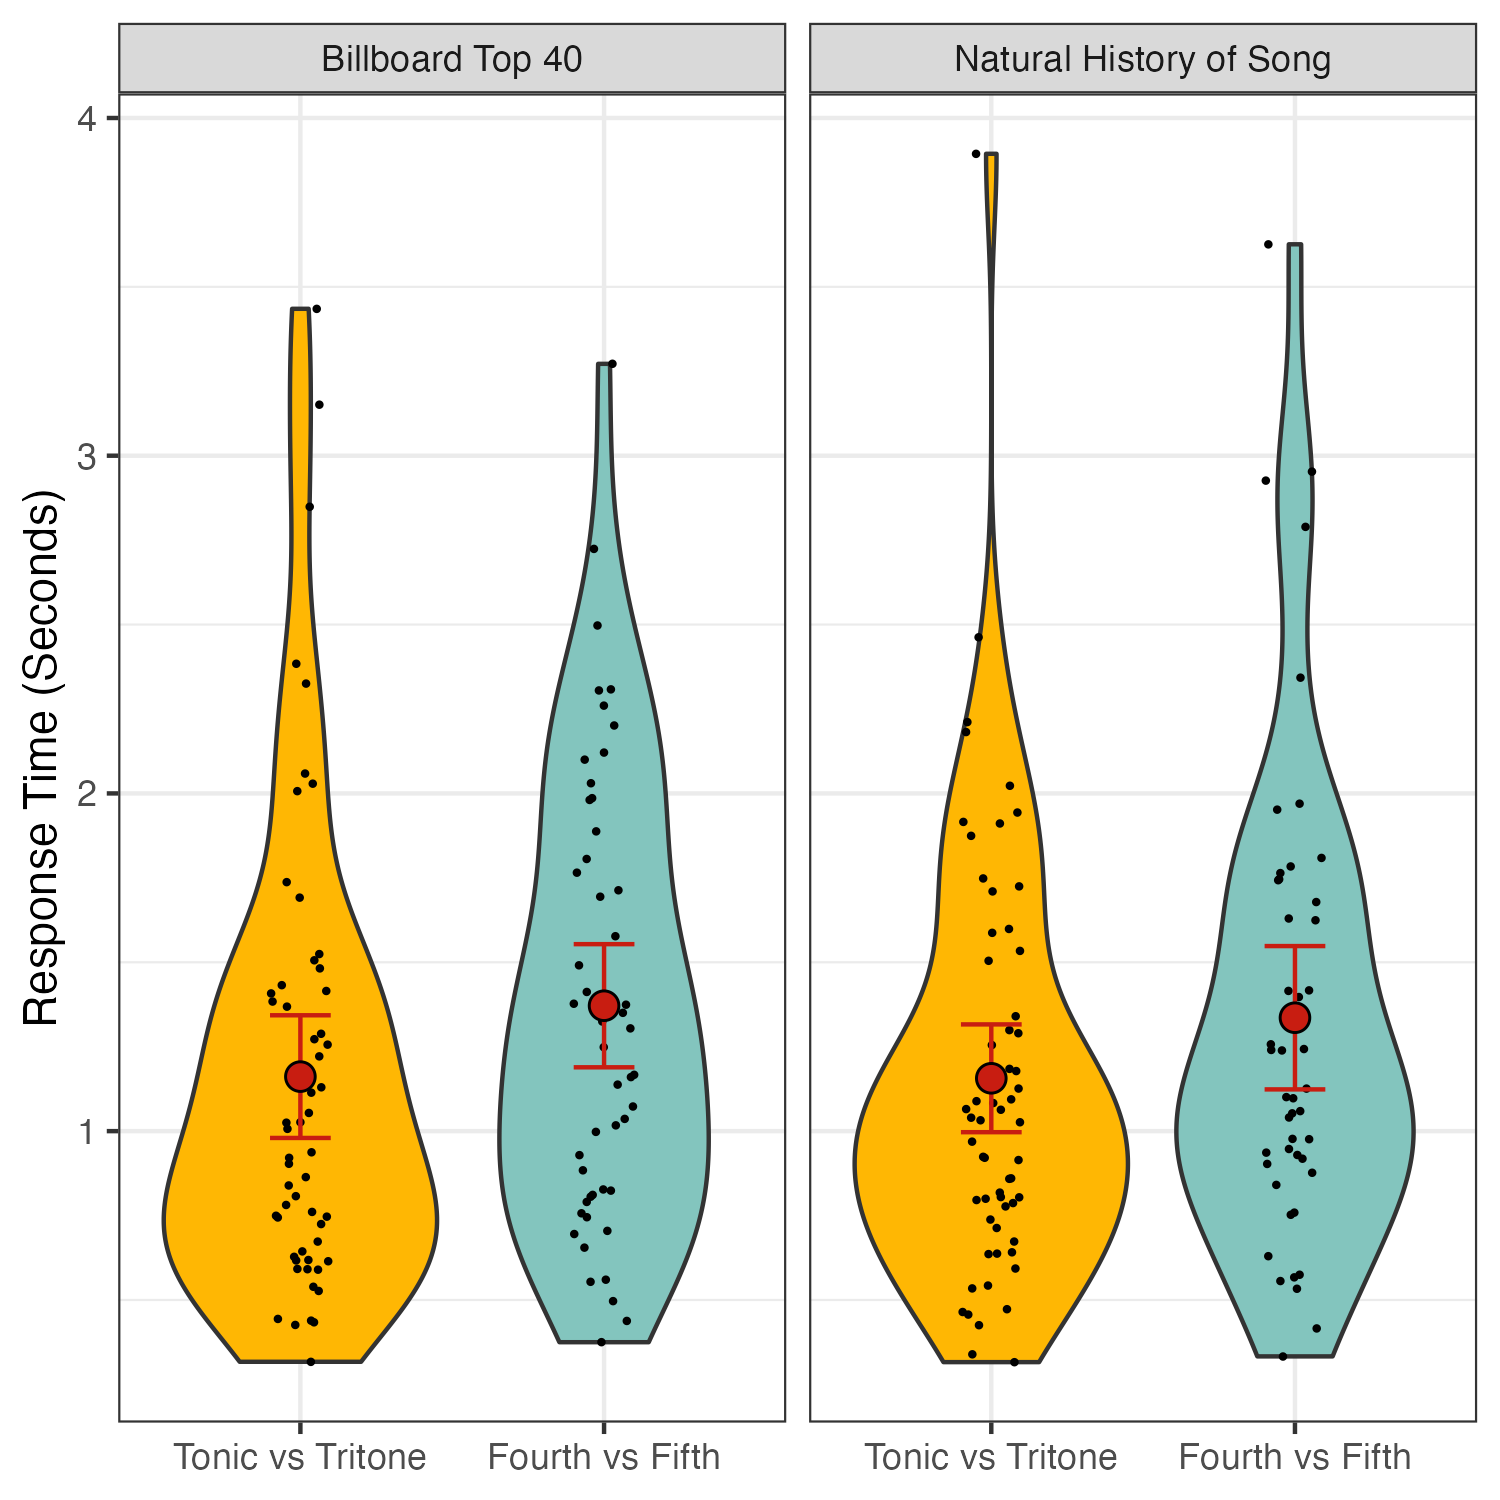 Billboard Top 40
Natural History of Song
Response Time (Seconds)
4
3
2
1
Tonic vs Tritone
Fourth vs Fifth
Tonic vs Tritone
Fourth vs Fifth